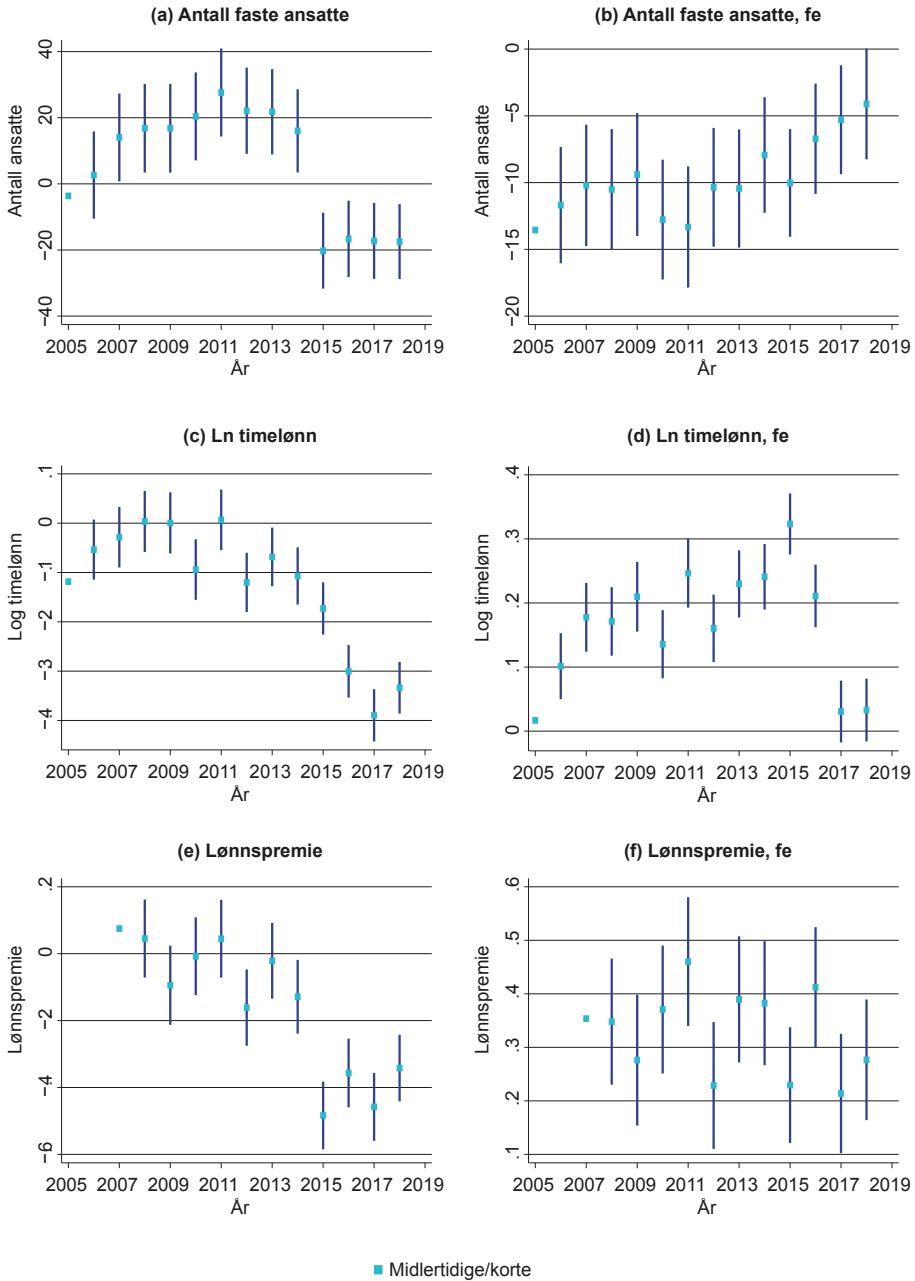 (a) Antall faste ansatte
Antall ansatte
40
20
0
−20
−40
2005 2007 2009 2011 2013 2015 2017 2019
År
(b) Antall faste ansatte, fe
Antall ansatte
0
−5
−10
−15
−20
2005 2007 2009 2011 2013 2015 2017 2019
År
(c) Ln timelønn
Log timelønn
.1
0
−.1
−.2
−.3
−.4
2005 2007 2009 2011 2013 2015 2017 2019
År
(d) Ln timelønn, fe
Log timelønn
.4
.3
.2
.1
0
2005 2007 2009 2011 2013 2015 2017 2019
År
(e) Lønnspremie
Lønnspremie
.2
0
−.2
−.4
−.6
2005 2007 2009 2011 2013 2015 2017 2019
År
(f) Lønnspremie, fe
Lønnspremie
.6
.5
.4
.3
.2
.1
2005 2007 2009 2011 2013 2015 2017 2019
År
Midlertidige/korte